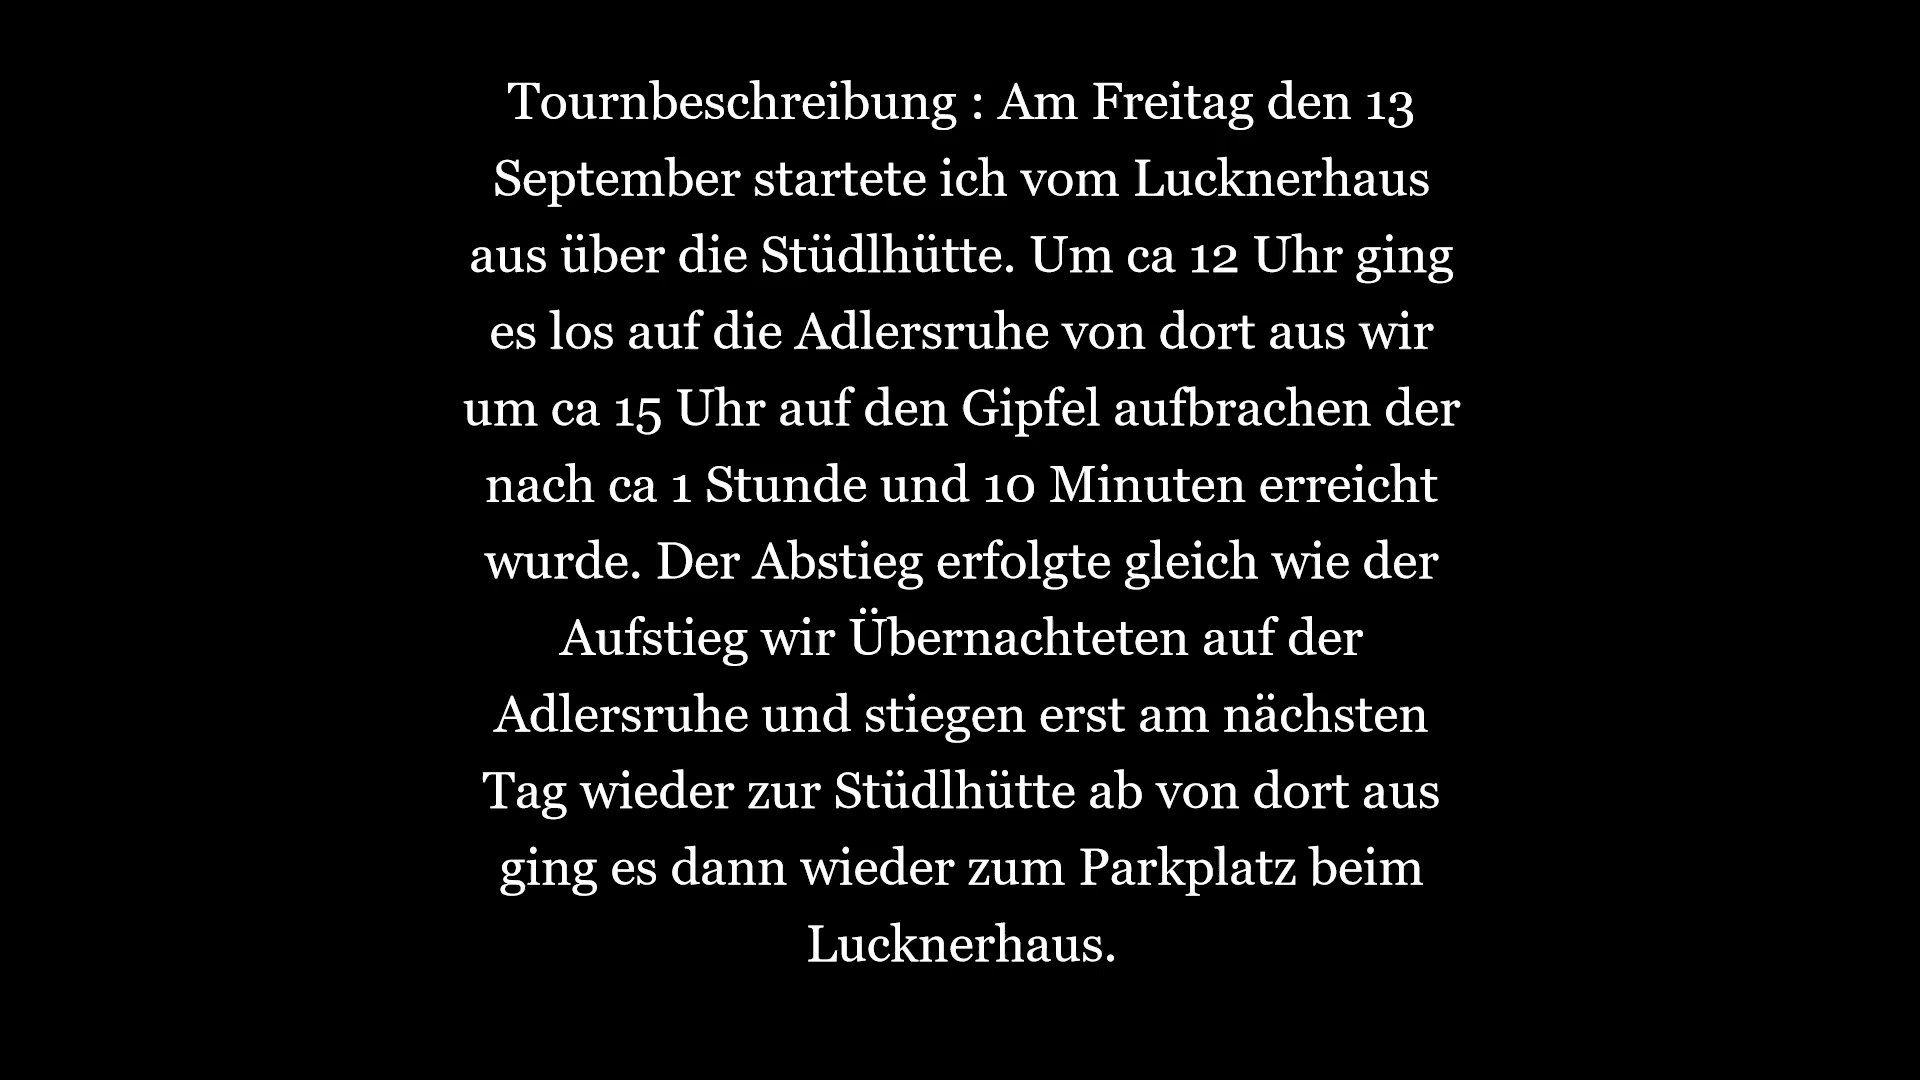 Tournbeschreibung : Am Freitag den 13
September startete ich vom Lucknerhaus
aus über die Stüdlhütte. Um ca 12 Uhr ging
es los auf die Adlersruhe von dort aus wir
um ca 15 Uhr auf den Gipfel aufbrachen der
nach ca 1 Stunde und 10 Minuten erreicht
wurde. Der Abstieg erfolgte gleich wie der
Aufstieg wir Übernachteten auf der
Adlersruhe und stiegen erst am nächsten
Tag wieder zur Stüdlhütte ab von dort aus
ging es dann wieder zum Parkplatz beim
Lucknerhaus.